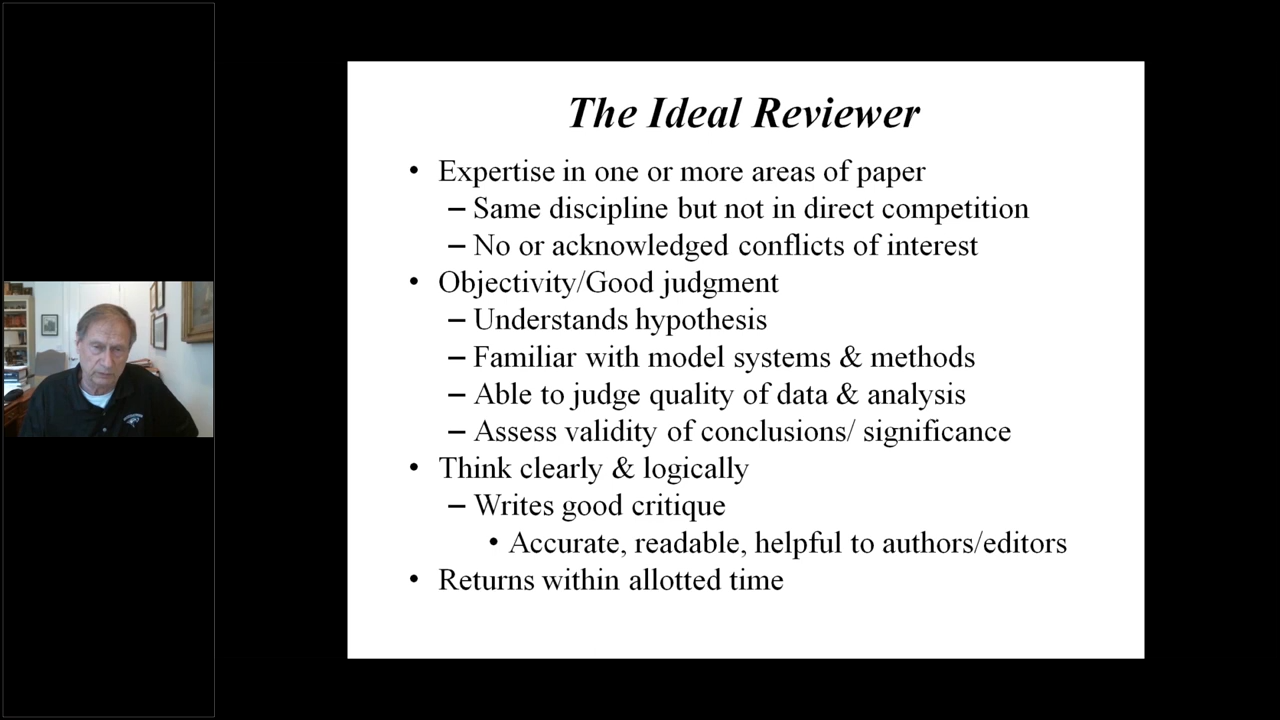 The Ideal Reviewer
• Expertise in one or more areas of paper
– Same discipline but not in direct competition
– No or acknowledged conflicts of interest
• Objectivity/Good judgment
– Understands hypothesis
– Familiar with model systems & methods
– Able to judge quality of data & analysis
– Assess validity of conclusions/ significance
• Think clearly & logically
– Writes good critique
• Accurate, readable, helpful to authors/editors
• Returns within allotted time